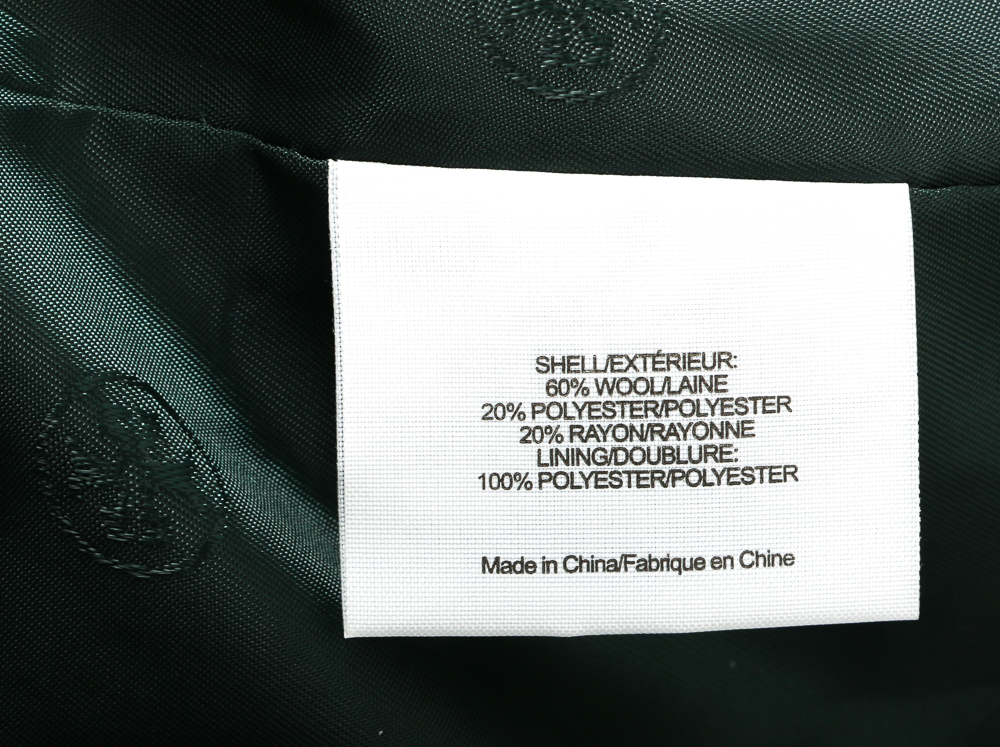 SHELL/EXTÉRIEUR:
60% WOOL/LAINE
20% POLYESTER/POLYESTER
20% RAYON/RAYONNE
LINING/DOUBLURE:
100% POLYESTER/POLYESTER
Made in China/Fabrique en Chine